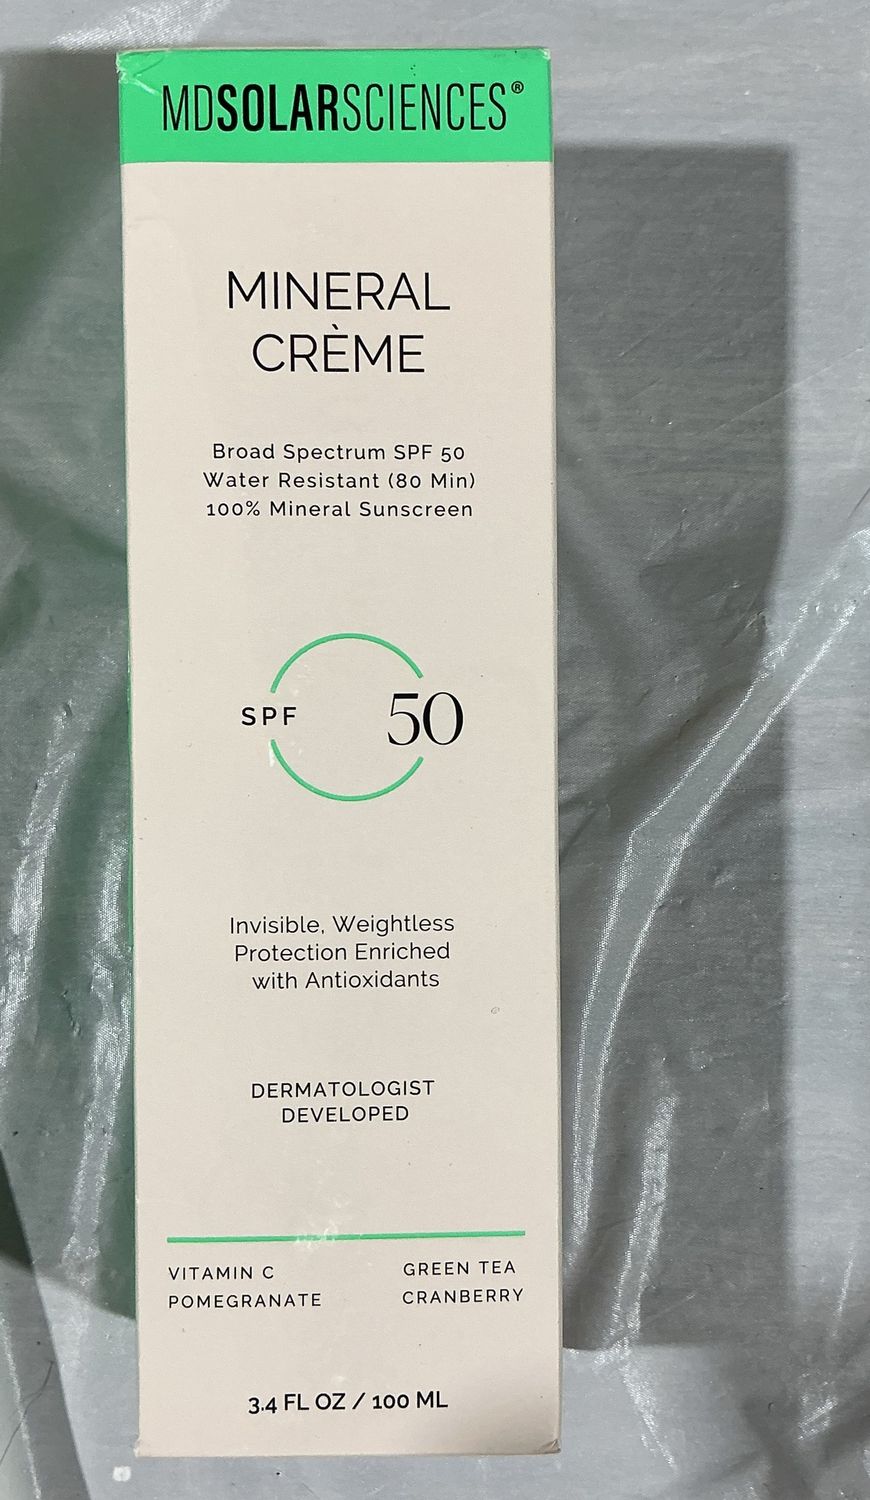 MDSOLARSCIENCES®
MINERAL
CRÈME
Broad Spectrum SPF 50
Water Resistant (80 Min)
100% Mineral Sunscreen
SPF 50
Invisible, Weightless
Protection Enriched
with Antioxidants
DERMATOLOGIST
DEVELOPED
VITAMIN C GREEN TEA
POMEGRANATE CRANBERRY
3.4 FL OZ / 100 ML